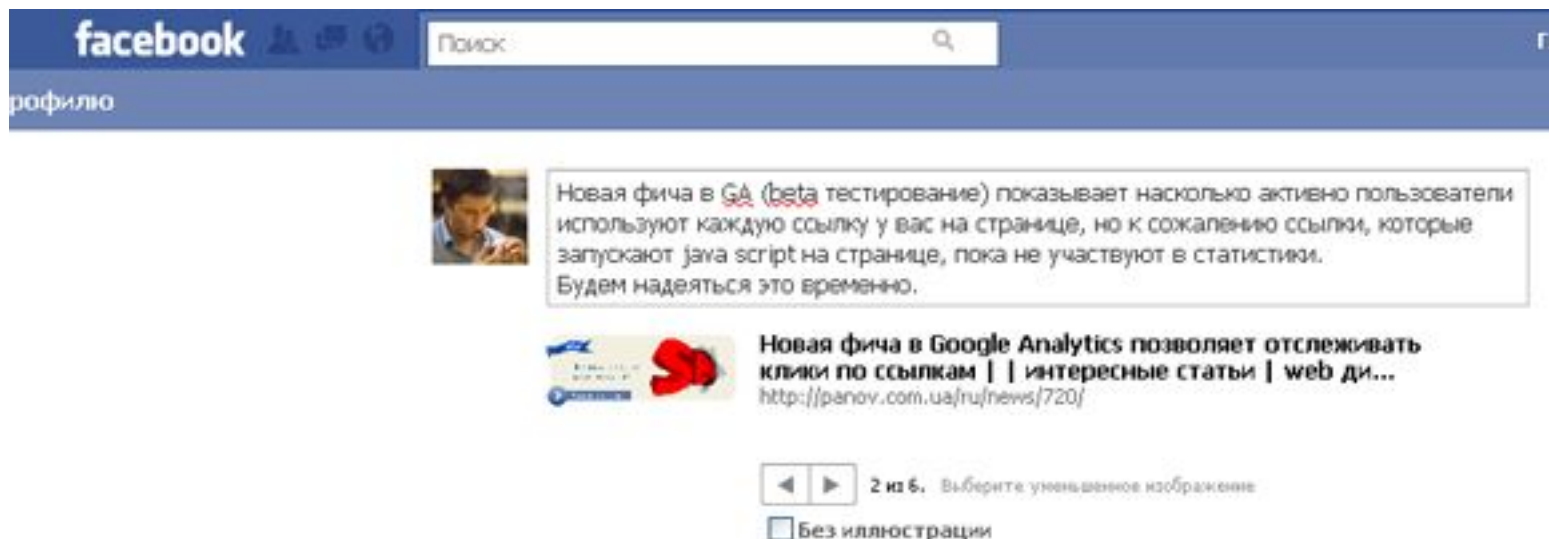 facebook
Поиск
Г
рофилю
Новая фича в GA (beta тестирование) показывает насколько активно пользователи
используют каждую ссылку у вас на странице, но к сожалению ссылки, которые
запускают java script на странице, пока не участвуют в статистики.
Будем надеяться это временно.
Новая фича в Google Analytics позволяет отслеживать
клики по ссылкам | | интересные статьи | web ди...
http://panov.com.ua/ru/news/720/
2 из 6. Выберите уменьшенное изображение
Без иллюстрации